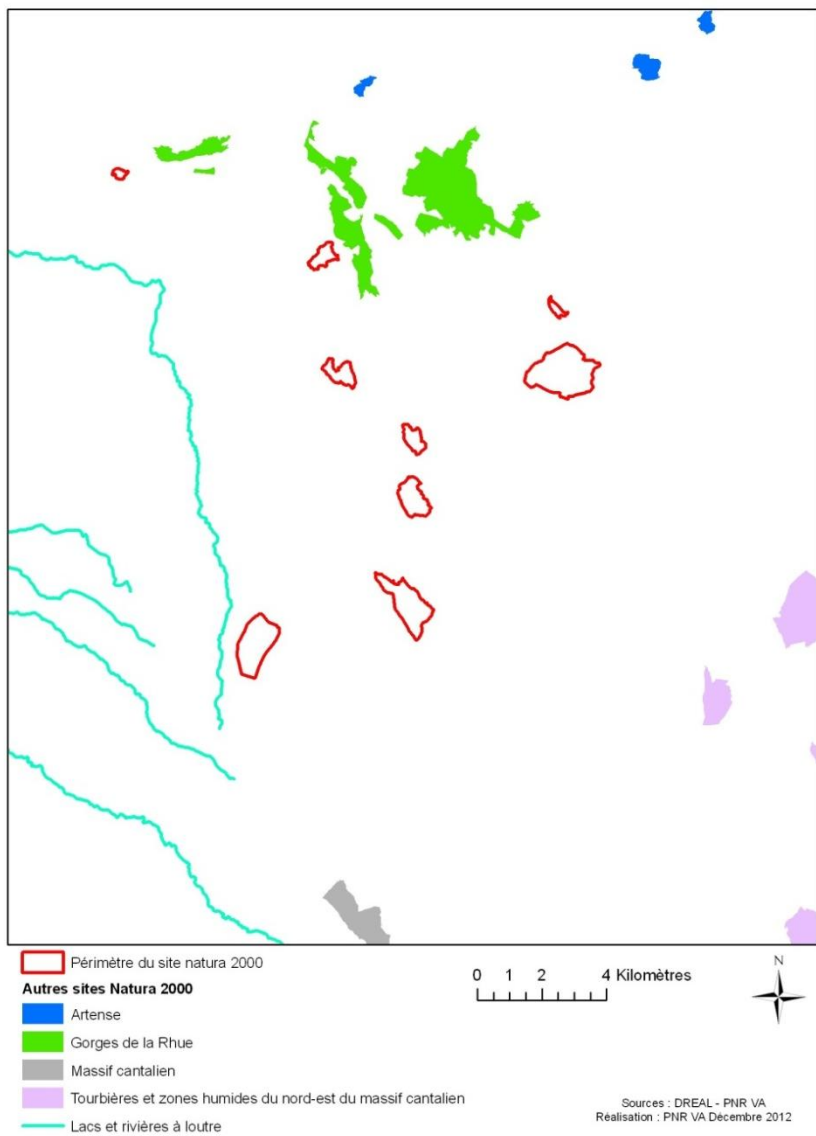 Périmètre du site natura 2000
Autres sites Natura 2000
Artense
Gorges de la Rhue
Massif cantalien
Tourbières et zones humides du nord-est du massif cantalien
Lacs et rivières à loutre
0 1 2 4 Kilomètres
N
Sources : DREAL - PNR VA
Réalisation : PNR VA Décembre 2012